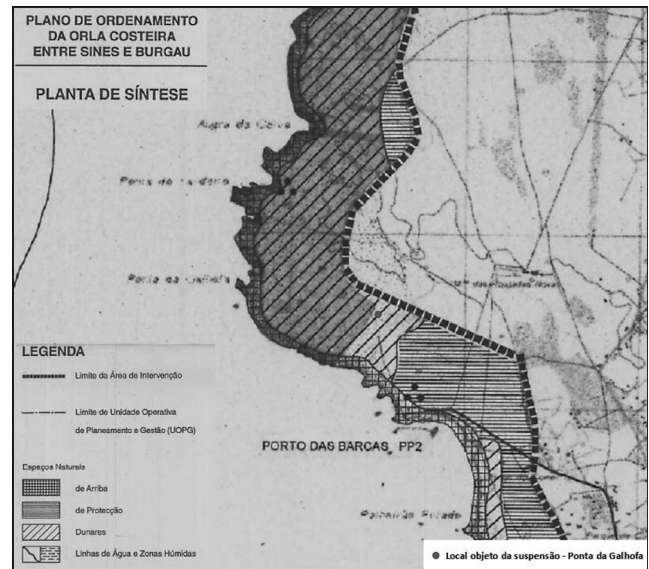 PLANO DE ORDENAMENTO
DA ORLA COSTEIRA
ENTRE SINES E BURGAU
PLANTA DE SÍNTESE
Ponta da Galhofa
LEGENDA
Limite da Área de Intervenção
Limite de Unidade Operativa
de Planeamento e Gestão (UOPG)
PORTO DAS BARCAS PP2
Espaços Naturais
de Arriba
de Protecção
Dunares
Linhas de Água e Zonas Húmidas
Local objeto da suspensão - Ponta da Galhofa